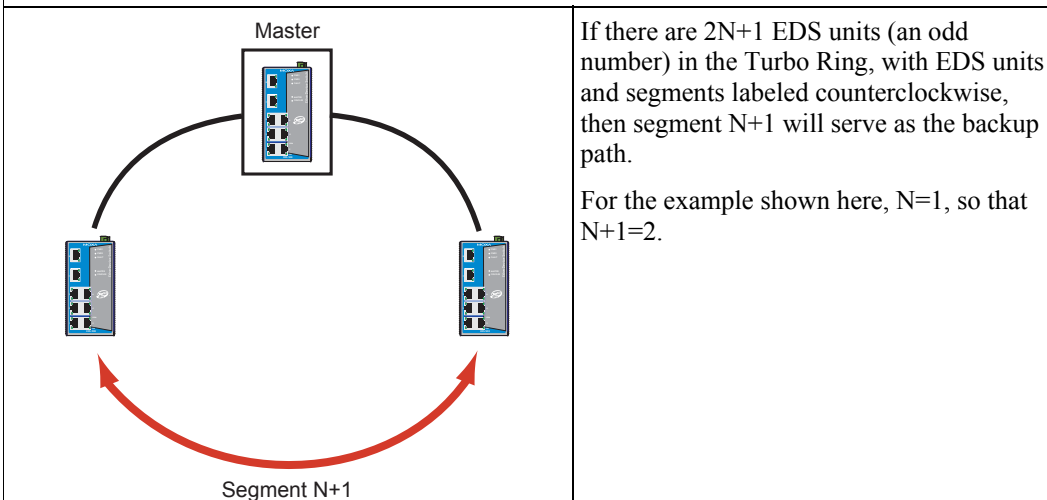 Master
Segment N+1
If there are 2N+1 EDS units (an odd
number) in the Turbo Ring, with EDS units
and segments labeled counterclockwise,
then segment N+1 will serve as the backup
path.
For the example shown here, N=1, so that
N+1=2.